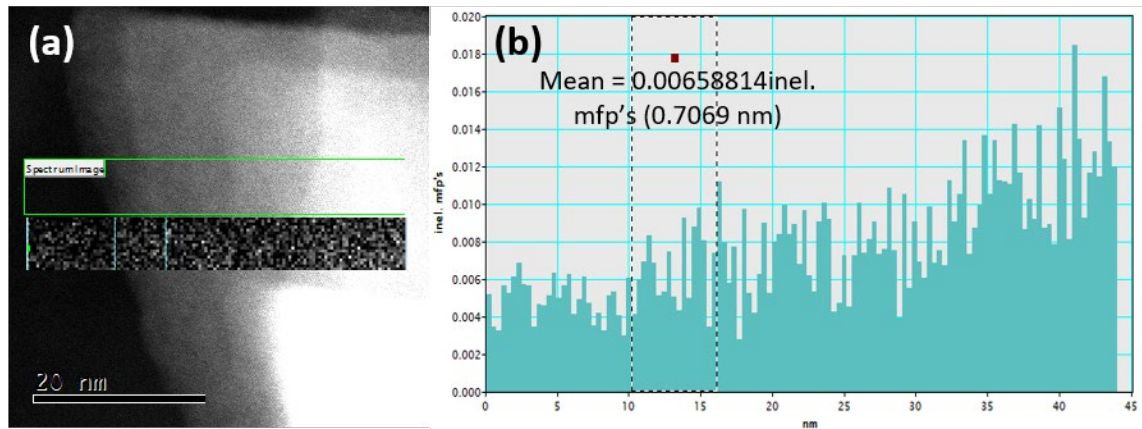 (a)
SpectrumImage
20 nm
(b)
Mean = 0.00658814inel.
mfp's (0.7069 nm)
inel. mfp's
0.020
0.018
0.016
0.014
0.012
0.010
0.008
0.006
0.004
0.002
0.000
0 5 10 15 20 25 30 35 40 45
nm